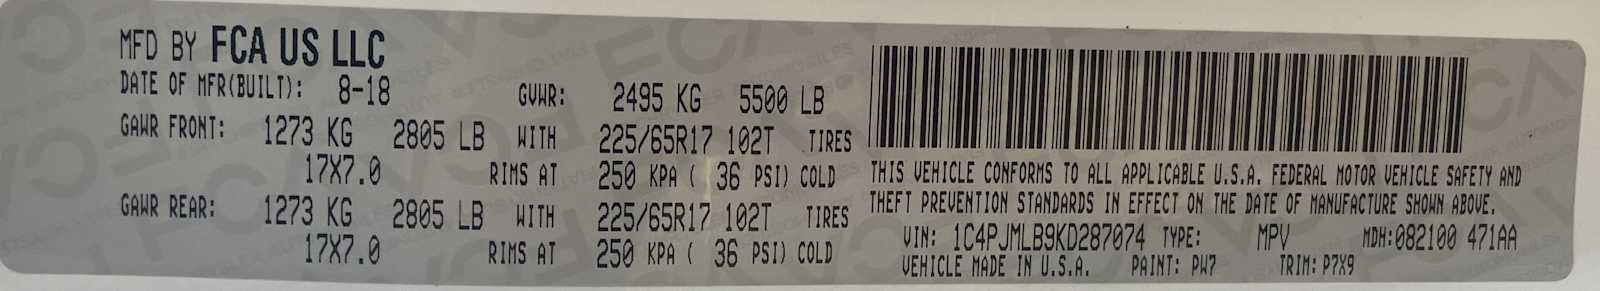 MFD BY FCA US LLC
DATE OF MFR(BUILT): 8-18 GVWR: 2495 KG 5500 LB
GAWR FRONT: 1273 KG 2805 LB WITH 225/65R17 102T TIRES
17X7.0 RIMS AT 250 KPA ( 36 PSI) COLD
GAWR REAR: 1273 KG 2805 LB WITH 225/65R17 102T TIRES
17X7.0 RIMS AT 250 KPA ( 36 PSI) COLD
THIS VEHICLE CONFORMS TO ALL APPLICABLE U.S.A. FEDERAL MOTOR VEHICLE SAFETY AND
THEFT PREVENTION STANDARDS IN EFFECT ON THE DATE OF MANUFACTURE SHOWN ABOVE.
VIN: 1C4PJMLB9KD287074 TYPE: MPV MDH:082100 471AA
VEHICLE MADE IN U.S.A. PAINT: PW7 TRIM: P7X9